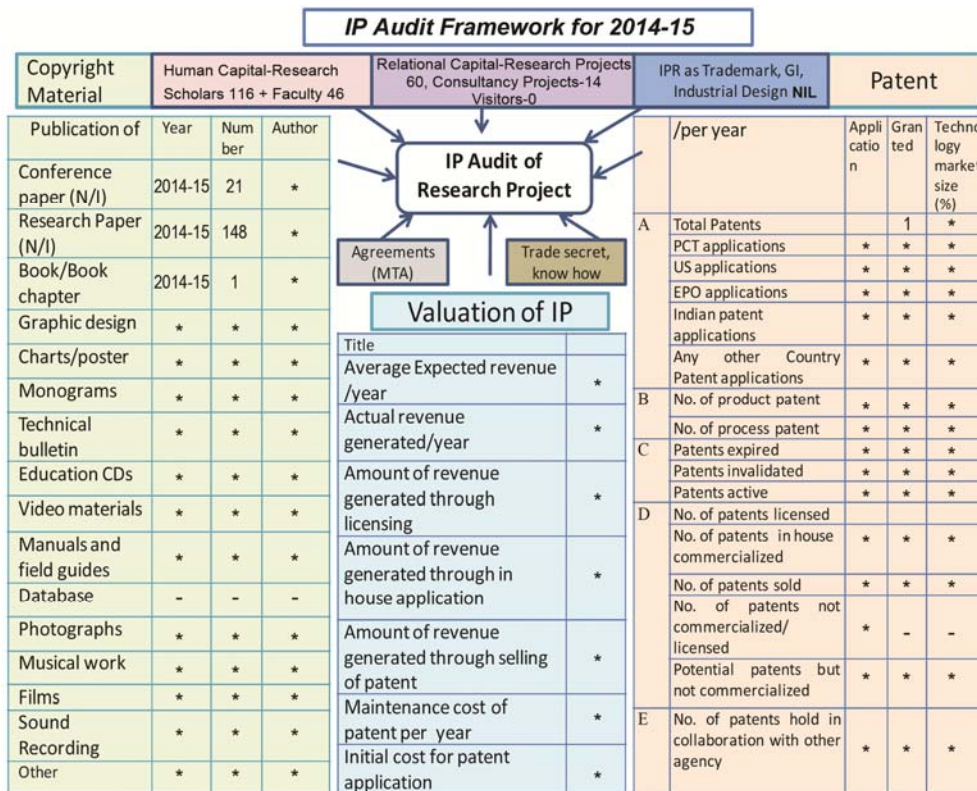 IP Audit Framework for 2014-15
Copyright
Material
Human Capital-Research
Scholars 116 + Faculty 46
Relational Capital-Research Projects
60, Consultancy Projects-14
Visitors-0
IPR as Trademark, GI,
Industrial Design NIL
Patent
IP Audit of
Research Project
Agreements
(MTA)
Trade secret,
know how
Publication of Year Num
ber Author
Conference
paper (N/I) 2014-15 21 *
Research Paper
(N/I) 2014-15 148 *
Book/Book
chapter 2014-15 1 *
Graphic design * * *
Charts/poster * * *
Monograms * * *
Technical
bulletin * * *
Education CDs * * *
Video materials * * *
Manuals and
field guides * * *
Database - - -
Photographs * * *
Musical work * * *
Films * * *
Sound
Recording * * *
Other * * *
Valuation of IP
Title
Average Expected revenue
/year *
Actual revenue
generated/year *
Amount of revenue
generated through
licensing *
Amount of revenue
generated through in
house application *
Amount of revenue
generated through selling
of patent *
Maintenance cost of
patent per year *
Initial cost for patent
application *
/per year Appli
catio
n Gran
ted Techno
logy
market
size
(%)
A Total Patents 1 *
PCT applications * * *
US applications * * *
EPO applications * * *
Indian patent
applications * * *
Any other Country
Patent applications * * *
B No. of product patent * * *
No. of process patent * * *
C Patents expired * * *
Patents invalidated * * *
Patents active * * *
D No. of patents licensed
No. of patents in house
commercialized * * *
No. of patents sold * * *
No. of patents not
commercialized/
licensed * - -
Potential patents but
not commercialized * * *
E No. of patents hold in
collaboration with other
agency * * *